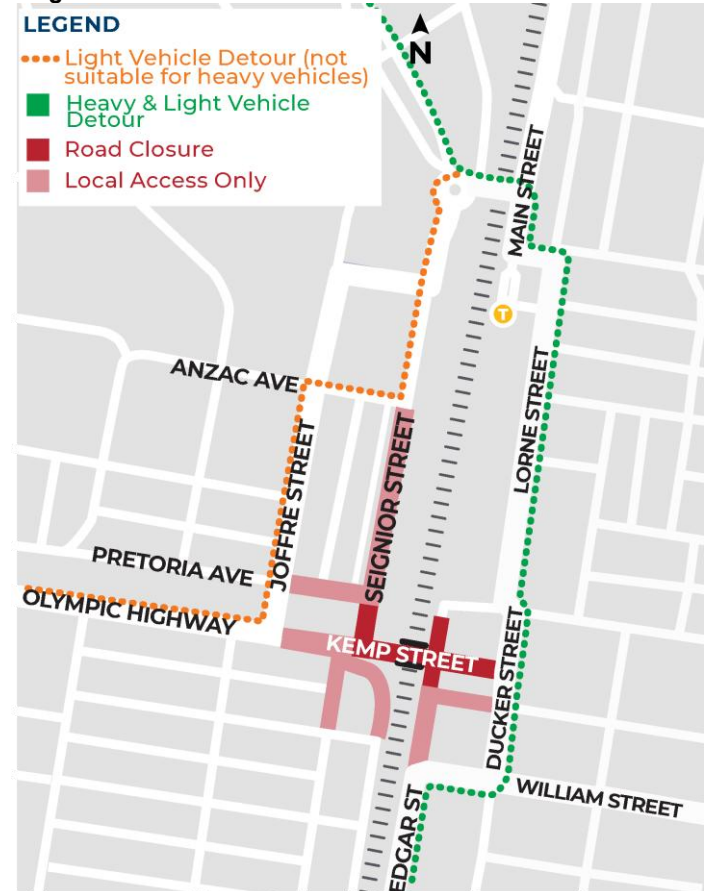 LEGEND
Light Vehicle Detour (not
suitable for heavy vehicles)
Heavy & Light Vehicle
Detour
Road Closure
Local Access Only
N
MAIN STREET
T
ANZAC AVE
LORNE STREET
JOFFRE STREET
SEIGNIOR STREET
PRETORIA AVE
OLYMPIC HIGHWAY
KEMP STREET
DUCKER STREET
WILLIAM STREET
EDGAR ST